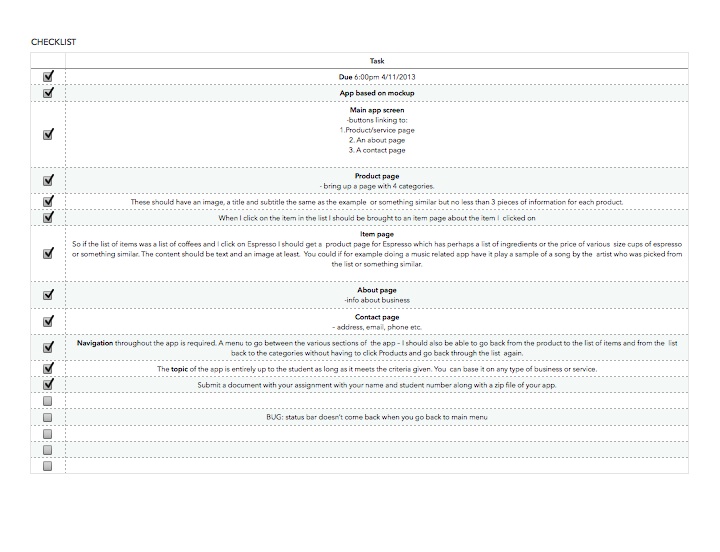 CHECKLIST
Task
Due 6:00pm 4/11/2013
App based on mockup
Main app screen
-buttons linking to:
1.Product/service page
2. An about page
3. A contact page
Product page
- bring up a page with 4 categories.
These should have an image, a title and subtitle the same as the example or something similar but no less than 3 pieces of information for each product.
When I click on the item in the list I should be brought to an item page about the item I clicked on
Item page
So if the list of items was a list of coffees and I click on Espresso I should get a product page for Espresso which has perhaps a list of ingredients or the price of various size cups of espresso
or something similar. The content should be text and an image at least. You could if for example doing a music related app have it play a sample of a song by the artist who was picked from
the list or something similar.
About page
-info about business
Contact page
- address, email, phone etc.
Navigation throughout the app is required. A menu to go between the various sections of the app - I should also be able to go back from the product to the list of items and from the list
back to the categories without having to click Products and go back through the list again.
The topic of the app is entirely up to the student as long as it meets the criteria given. You can base it on any type of business or service.
Submit a document with your assignment with your name and student number along with a zip file of your app.
BUG: status bar doesn't come back when you go back to main menu